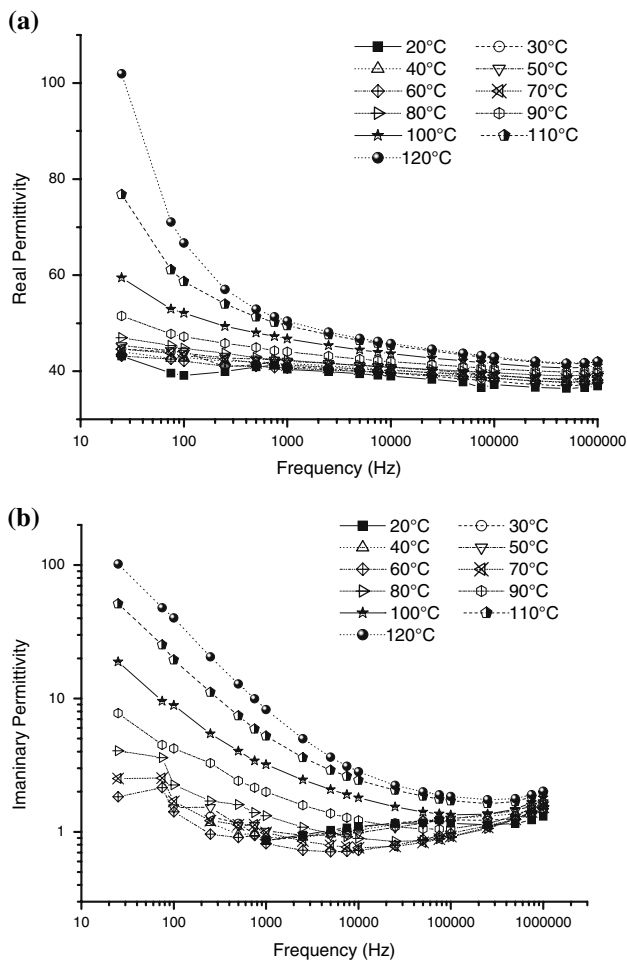 (a)
100
80
60
40
Real Permittivity
20°C 30°C
40°C 50°C
60°C 70°C
80°C 90°C
100°C 110°C
120°C
10 100 1000 10000 100000 1000000
Frequency (Hz)
(b)
100
10
1
Imaninary Permittivity
20°C 30°C
40°C 50°C
60°C 70°C
80°C 90°C
100°C 110°C
120°C
10 100 1000 10000 100000 1000000
Frequency (Hz)